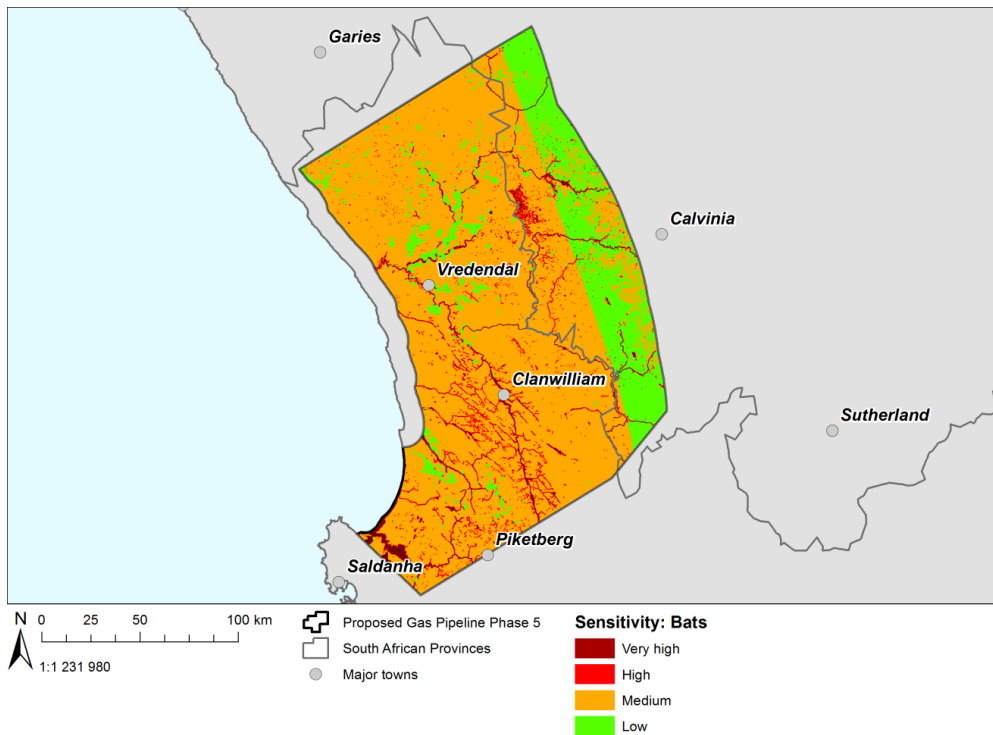 Garies
Calvinia
Vredendal
Clanwilliam
Sutherland
Piketberg
Saldanha
N 0 25 50 100 km
1:1 231 980
Proposed Gas Pipeline Phase 5
South African Provinces
Major towns
Sensitivity: Bats
Very high
High
Medium
Low